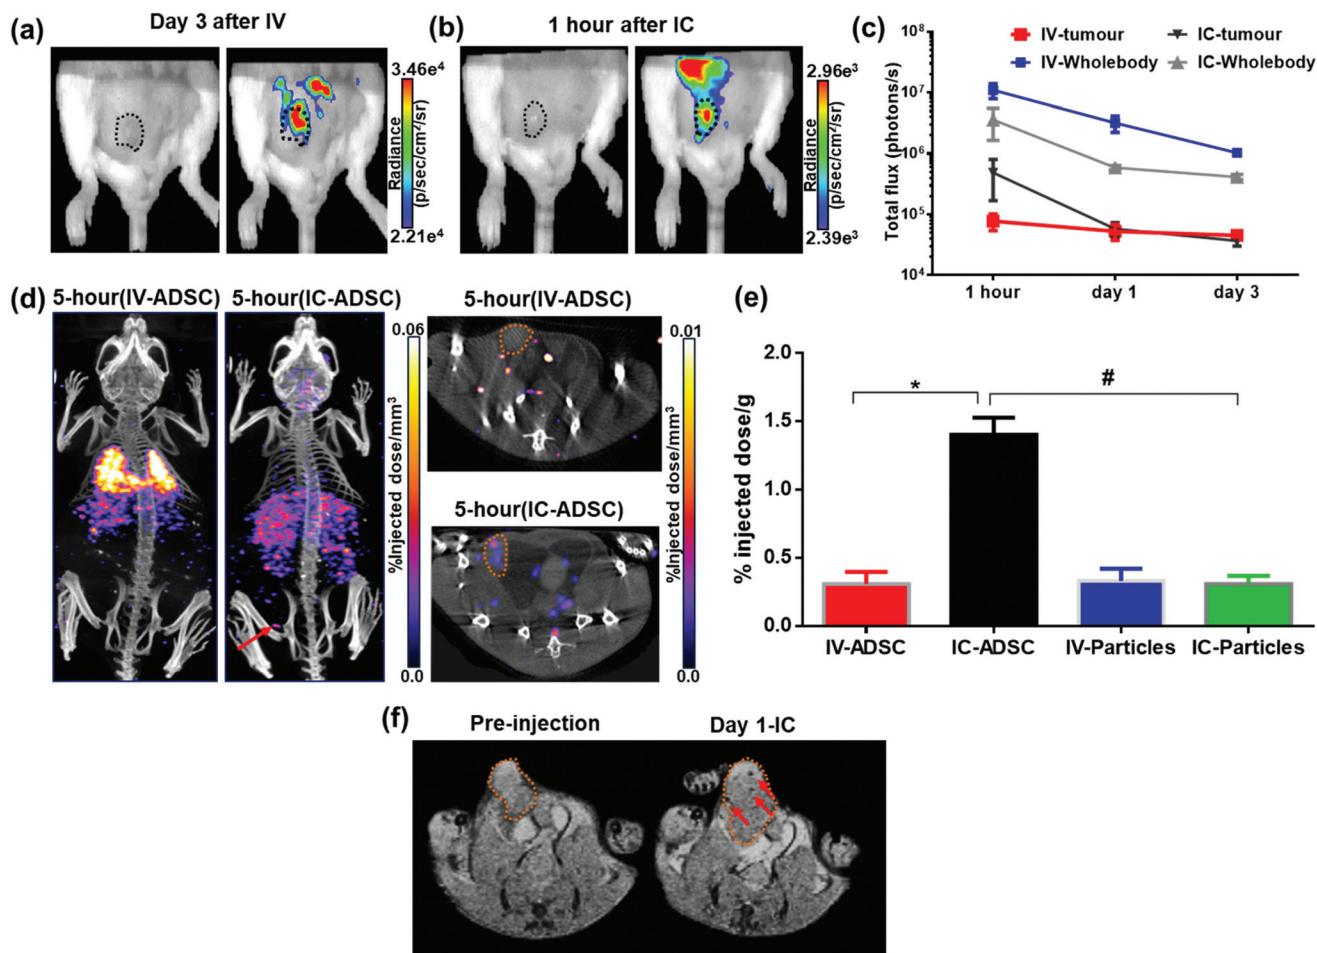 (a)
Day 3 after IV
3.46e⁴
Radiance
(p/sec/cm²/sr)
2.21e⁴
(b)
1 hour after IC
2.96e³
Radiance
(p/sec/cm²/sr)
2.39e³
(c)
IV-tumour
IC-tumour
IV-Wholebody
IC-Wholebody
Total flux (photons/s)
10⁸
10⁷
10⁶
10⁵
10⁴
1 hour
day 1
day 3
(d)
5-hour(IV-ADSC)
5-hour(IC-ADSC)
0.06
%Injected dose/mm³
0.0
5-hour(IV-ADSC)
0.01
5-hour(IC-ADSC)
%Injected dose/mm³
0.0
(e)
% injected dose/g
2.0
1.5
1.0
0.5
0.0
*
#
IV-ADSC
IC-ADSC
IV-Particles
IC-Particles
(f)
Pre-injection
Day 1-IC